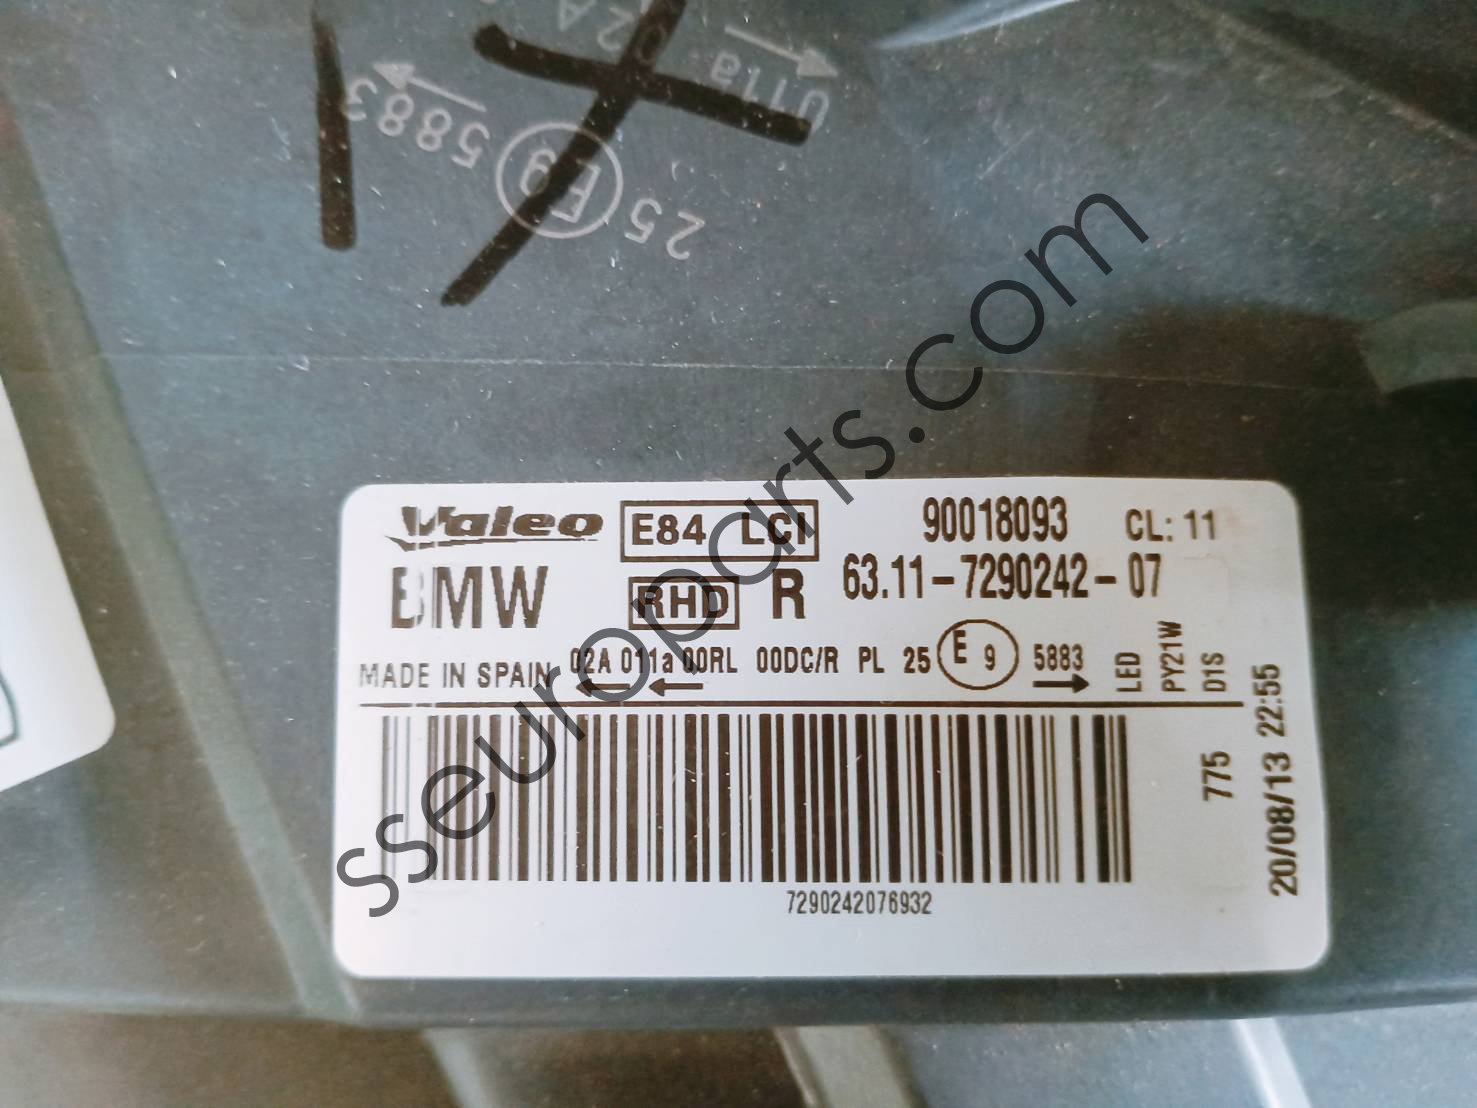 02A
011a
5883
25 E9
Valeo E84 LCI 90018093 CL: 11
BMW RHD R 63.11-7290242-07
MADE IN SPAIN 02A 011a 00RL 00DC/R PL 25 E 9 5883
LED
PY21W
D1S
775
20/08/13 22:55
7290242076932
sseuroparts.com